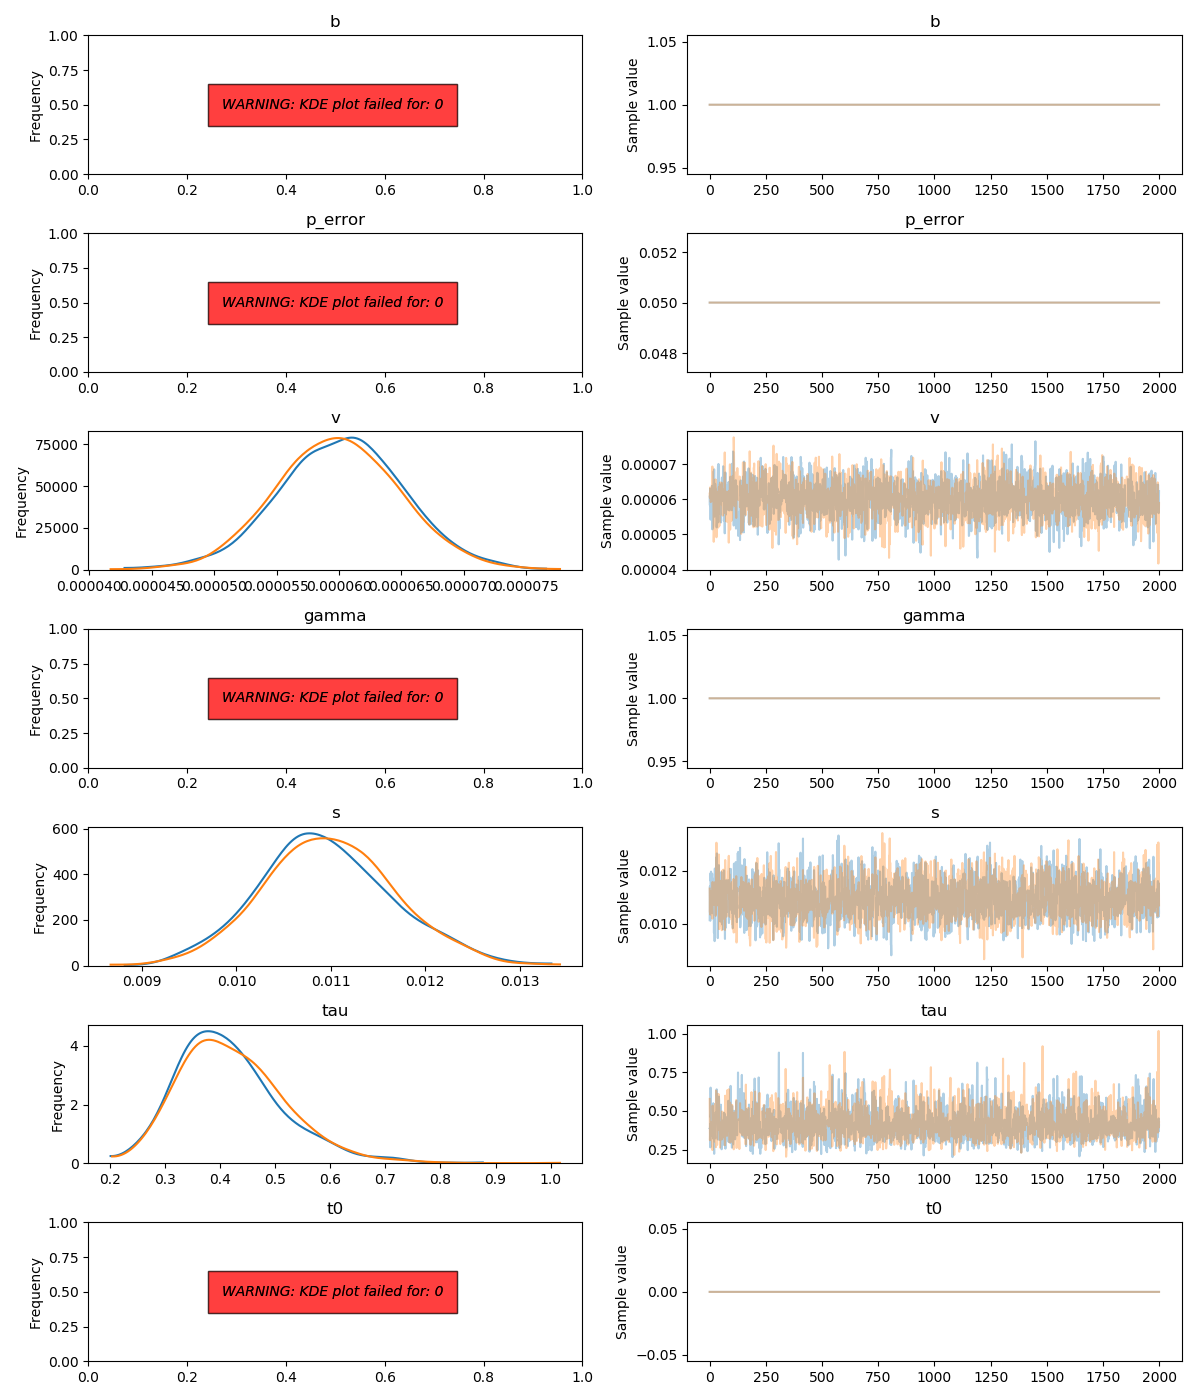 b
b
1.00
0.75
0.50
0.25
0.00
Frequency
WARNING: KDE plot failed for: 0
0.0 0.2 0.4 0.6 0.8 1.0
1.05
1.00
0.95
Sample value
0 250 500 750 1000 1250 1500 1750 2000
p_error
p_error
1.00
0.75
0.50
0.25
0.00
Frequency
WARNING: KDE plot failed for: 0
0.0 0.2 0.4 0.6 0.8 1.0
0.052
0.050
0.048
Sample value
0 250 500 750 1000 1250 1500 1750 2000
v
v
75000
50000
25000
0
Frequency
0.000040 0.000045 0.000050 0.000055 0.000060 0.000065 0.000070 0.000075
0.00007
0.00006
0.00005
0.00004
Sample value
0 250 500 750 1000 1250 1500 1750 2000
gamma
gamma
1.00
0.75
0.50
0.25
0.00
Frequency
WARNING: KDE plot failed for: 0
0.0 0.2 0.4 0.6 0.8 1.0
1.05
1.00
0.95
Sample value
0 250 500 750 1000 1250 1500 1750 2000
s
s
600
400
200
0
Frequency
0.009 0.010 0.011 0.012 0.013
0.012
0.010
Sample value
0 250 500 750 1000 1250 1500 1750 2000
tau
tau
4
2
0
Frequency
0.2 0.3 0.4 0.5 0.6 0.7 0.8 0.9 1.0
1.00
0.75
0.50
0.25
Sample value
0 250 500 750 1000 1250 1500 1750 2000
t0
t0
1.00
0.75
0.50
0.25
0.00
Frequency
WARNING: KDE plot failed for: 0
0.0 0.2 0.4 0.6 0.8 1.0
0.05
0.00
−0.05
Sample value
0 250 500 750 1000 1250 1500 1750 2000